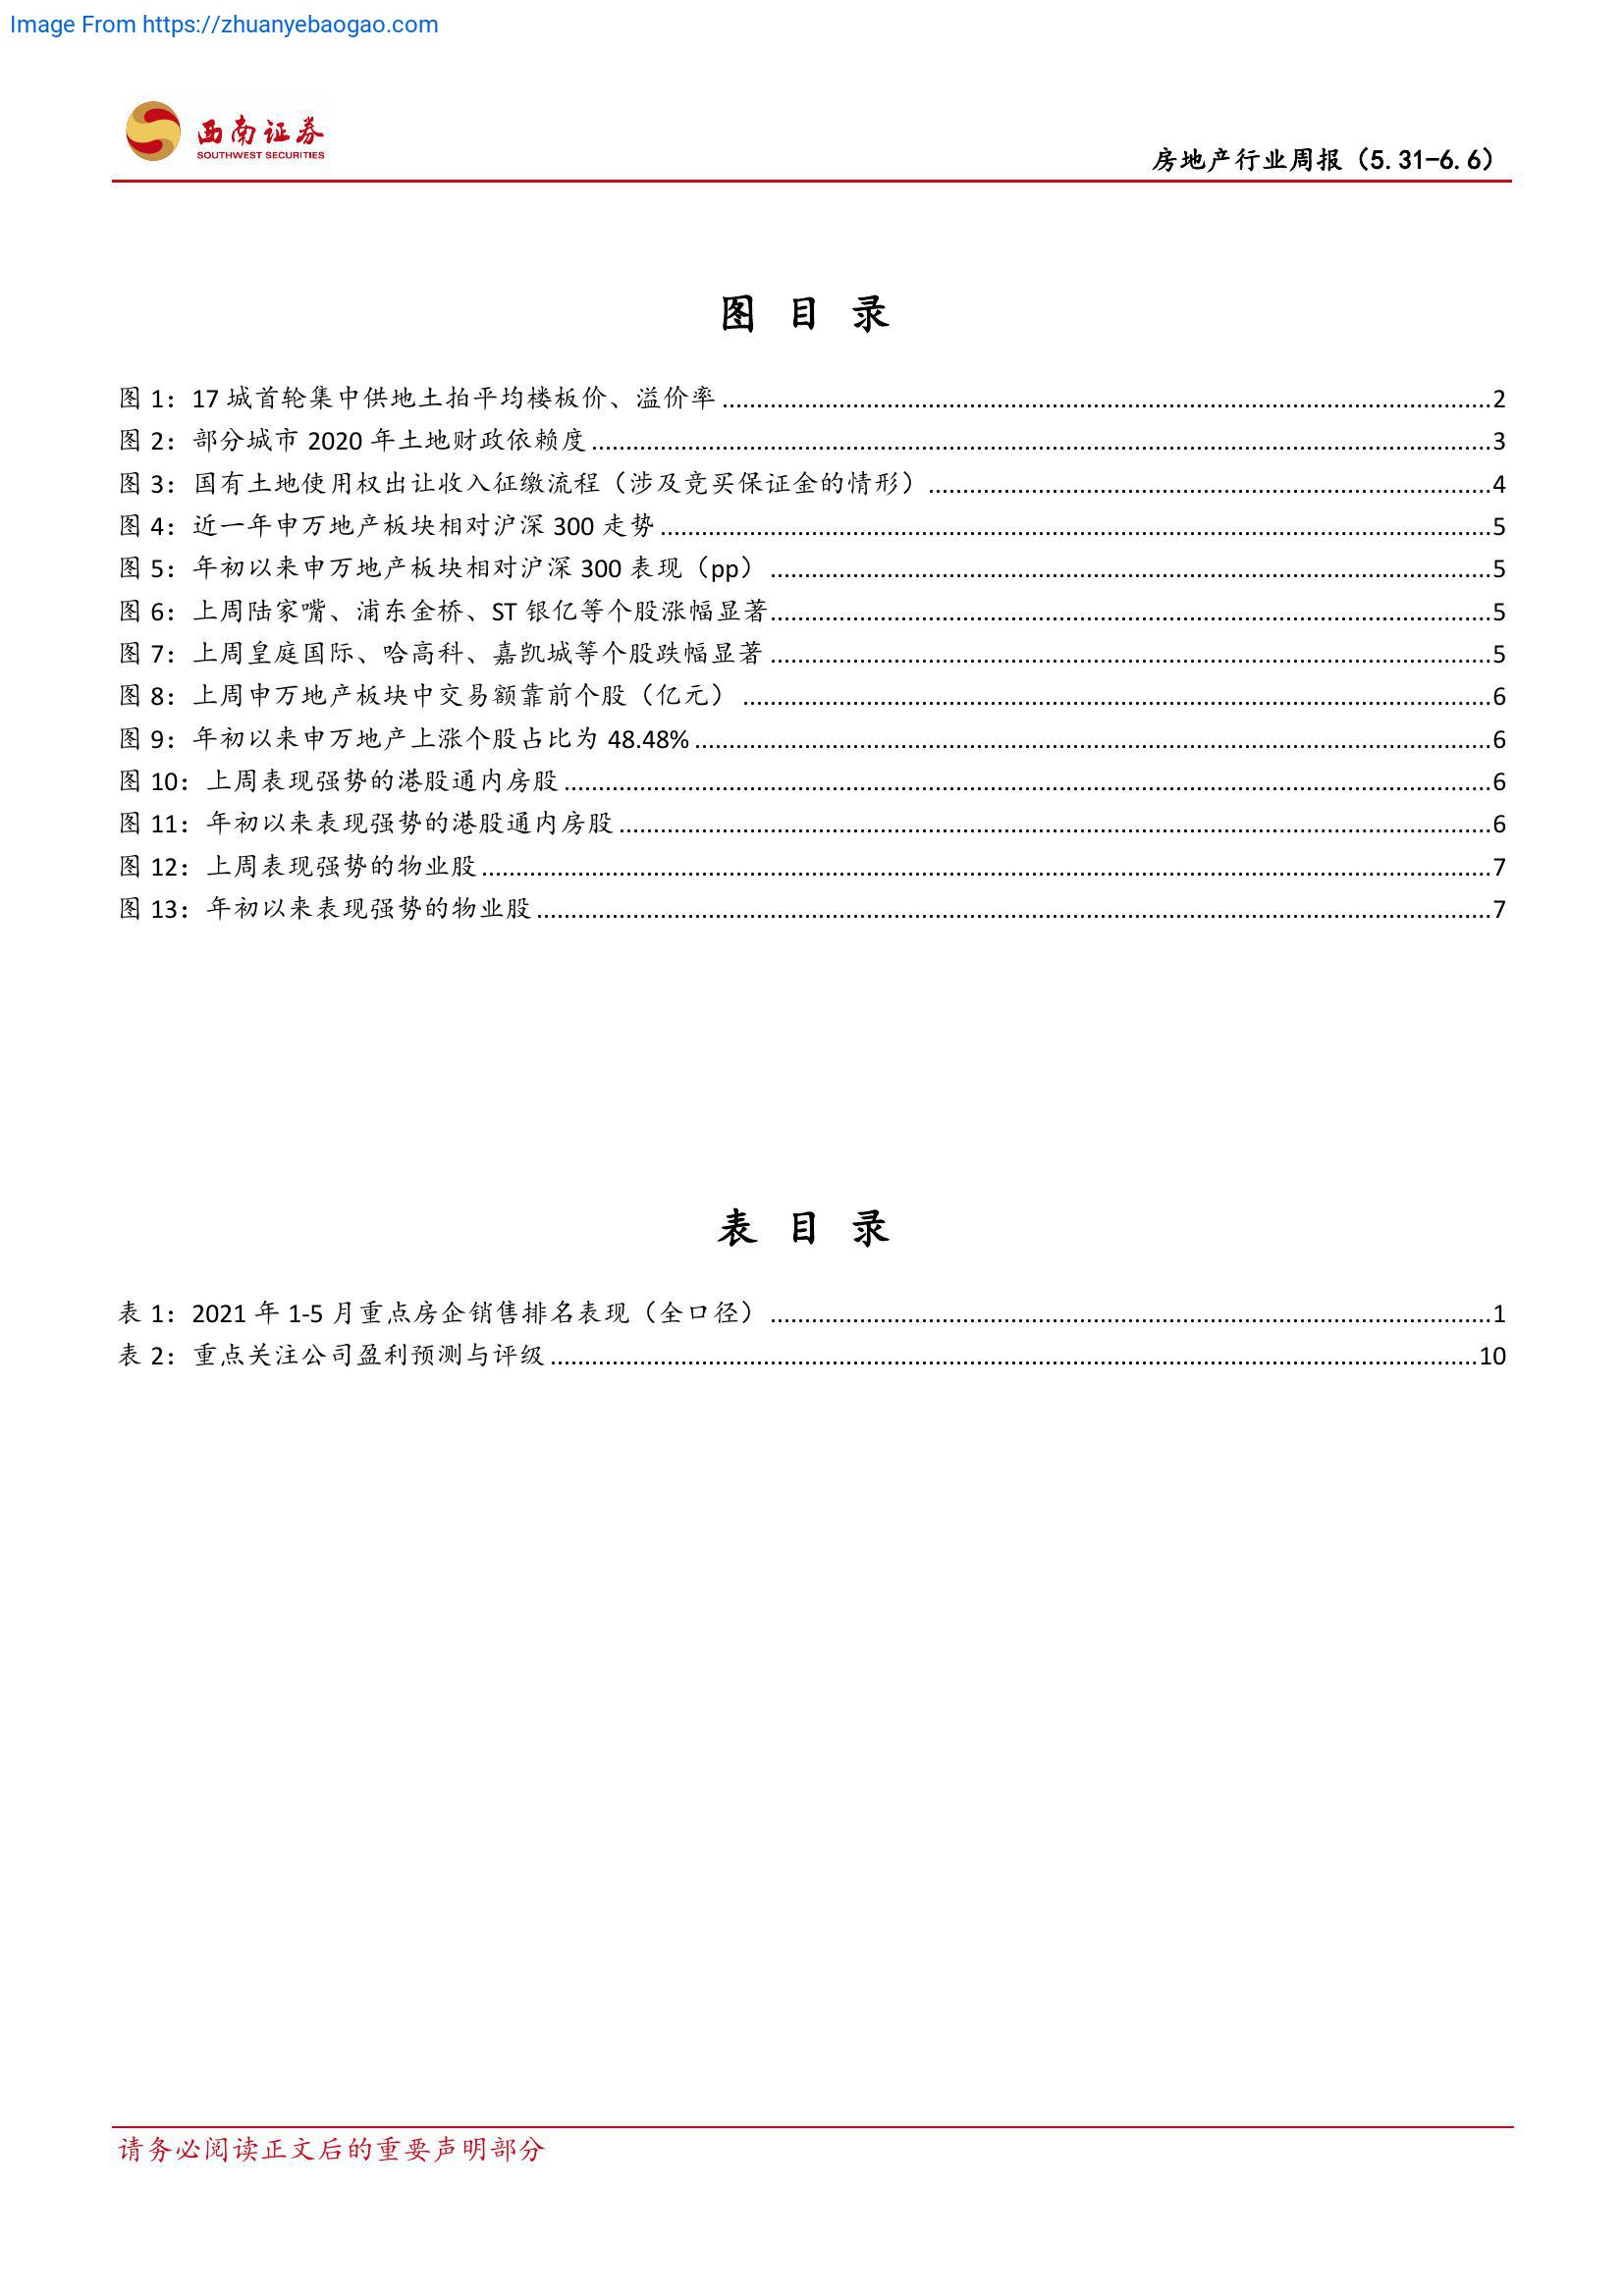 Image From https://zhuanyebaogao.com
西南证券
SOUTHWEST SECURITIES
房地产行业周报（5.31-6.6）
图 目 录
图 1：17 城首轮集中供地土拍平均楼板价、溢价率 ........ 2
图 2：部分城市 2020 年土地财政依赖度 ........ 3
图 3：国有土地使用权出让收入征缴流程（涉及竞买保证金的情形） ........ 4
图 4：近一年申万地产板块相对沪深 300 走势 ........ 5
图 5：年初以来申万地产板块相对沪深 300 表现（pp） ........ 5
图 6：上周陆家嘴、浦东金桥、ST 银亿等个股涨幅显著 ........ 5
图 7：上周皇庭国际、哈高科、嘉凯城等个股跌幅显著 ........ 5
图 8：上周申万地产板块中交易额靠前个股（亿元） ........ 6
图 9：年初以来申万地产上涨个股占比为 48.48% ........ 6
图 10：上周表现强势的港股通内房股 ........ 6
图 11：年初以来表现强势的港股通内房股 ........ 6
图 12：上周表现强势的物业股 ........ 7
图 13：年初以来表现强势的物业股 ........ 7
表 目 录
表 1：2021 年 1-5 月重点房企销售排名表现（全口径） ........ 1
表 2：重点关注公司盈利预测与评级 ........ 10
请务必阅读正文后的重要声明部分